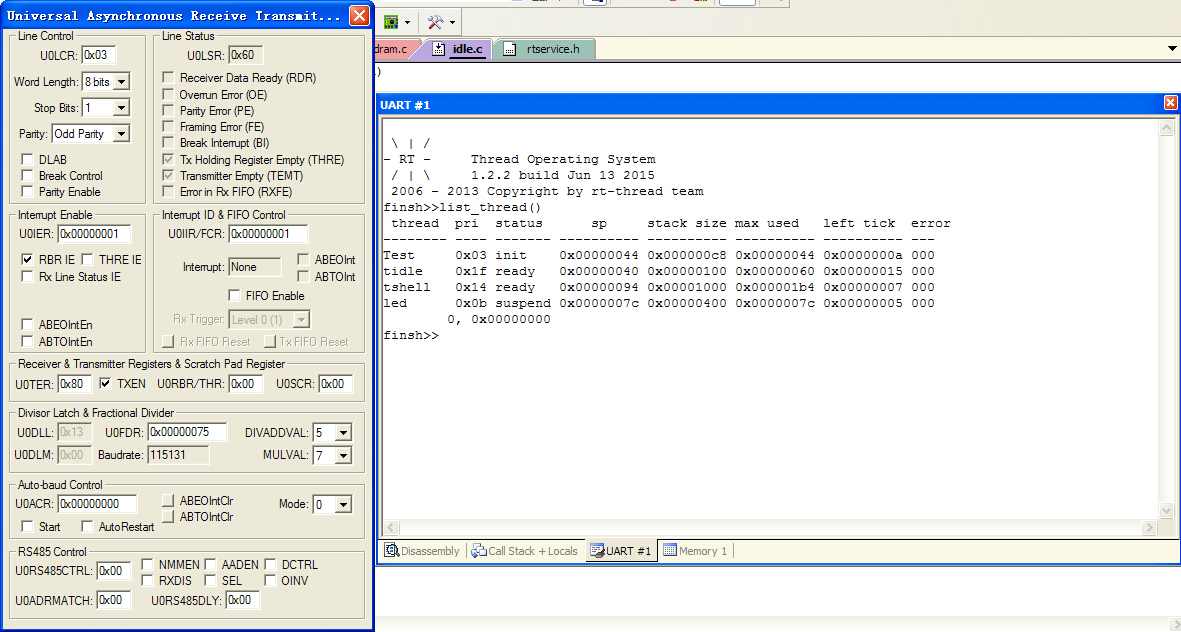 Universal Asynchronous Receive Transmit...
Line Control
U0LCR: 0x03
Word Length: 8 bits
Stop Bits: 1
Parity: Odd Parity
DLAB
Break Control
Parity Enable
Line Status
U0LSR: 0x60
Receiver Data Ready (RDR)
Overrun Error (OE)
Parity Error (PE)
Framing Error (FE)
Break Interrupt (BI)
Tx Holding Register Empty (THRE)
Transmitter Empty (TEMT)
Error in Rx FIFO (RXFE)
Interrupt Enable
U0IER: 0x00000001
RBR IE THRE IE
Rx Line Status IE
ABEOIntEn
ABTOIntEn
Interrupt ID & FIFO Control
U0IIR/FCR: 0x00000001
Interrupt: None
ABEOInt
ABTOInt
FIFO Enable
Rx Trigger: Level 0 (1)
Rx FIFO Reset Tx FIFO Reset
Receiver & Transmitter Registers & Scratch Pad Register
U0TER: 0x80 TXEN U0RBR/THR: 0x00 U0SCR: 0x00
Divisor Latch & Fractional Divider
U0DLL: 0x13 U0FDR: 0x00000075 DIVADDVAL: 5
U0DLM: 0x00 Baudrate: 115131 MULVAL: 7
Auto-baud Control
U0ACR: 0x00000000 ABEOIntClr Mode: 0
ABTOIntClr
Start AutoRestart
RS485 Control
U0RS485CTRL: 0x00 NMMEN AADEN DCTRL
RXDIS SEL OINV
U0ADRMATCH: 0x00 U0RS485DLY: 0x00
dram.c idle.c rtservice.h
)
UART #1
\ | /
- RT - Thread Operating System
/ | \ 1.2.2 build Jun 13 2015
2006 - 2013 Copyright by rt-thread team
finsh>>list_thread()
thread pri status sp stack size max used left tick error
-------- ---- ------- ---------- ---------- ---------- ---------- ---
Test 0x03 init 0x00000044 0x000000c8 0x00000044 0x0000000a 000
tidle 0x1f ready 0x00000040 0x00000100 0x00000060 0x00000015 000
tshell 0x14 ready 0x00000094 0x00001000 0x000001b4 0x00000007 000
led 0x0b suspend 0x0000007c 0x00000400 0x0000007c 0x00000005 000
0, 0x00000000
finsh>>
Disassembly Call Stack + Locals UART #1 Memory 1